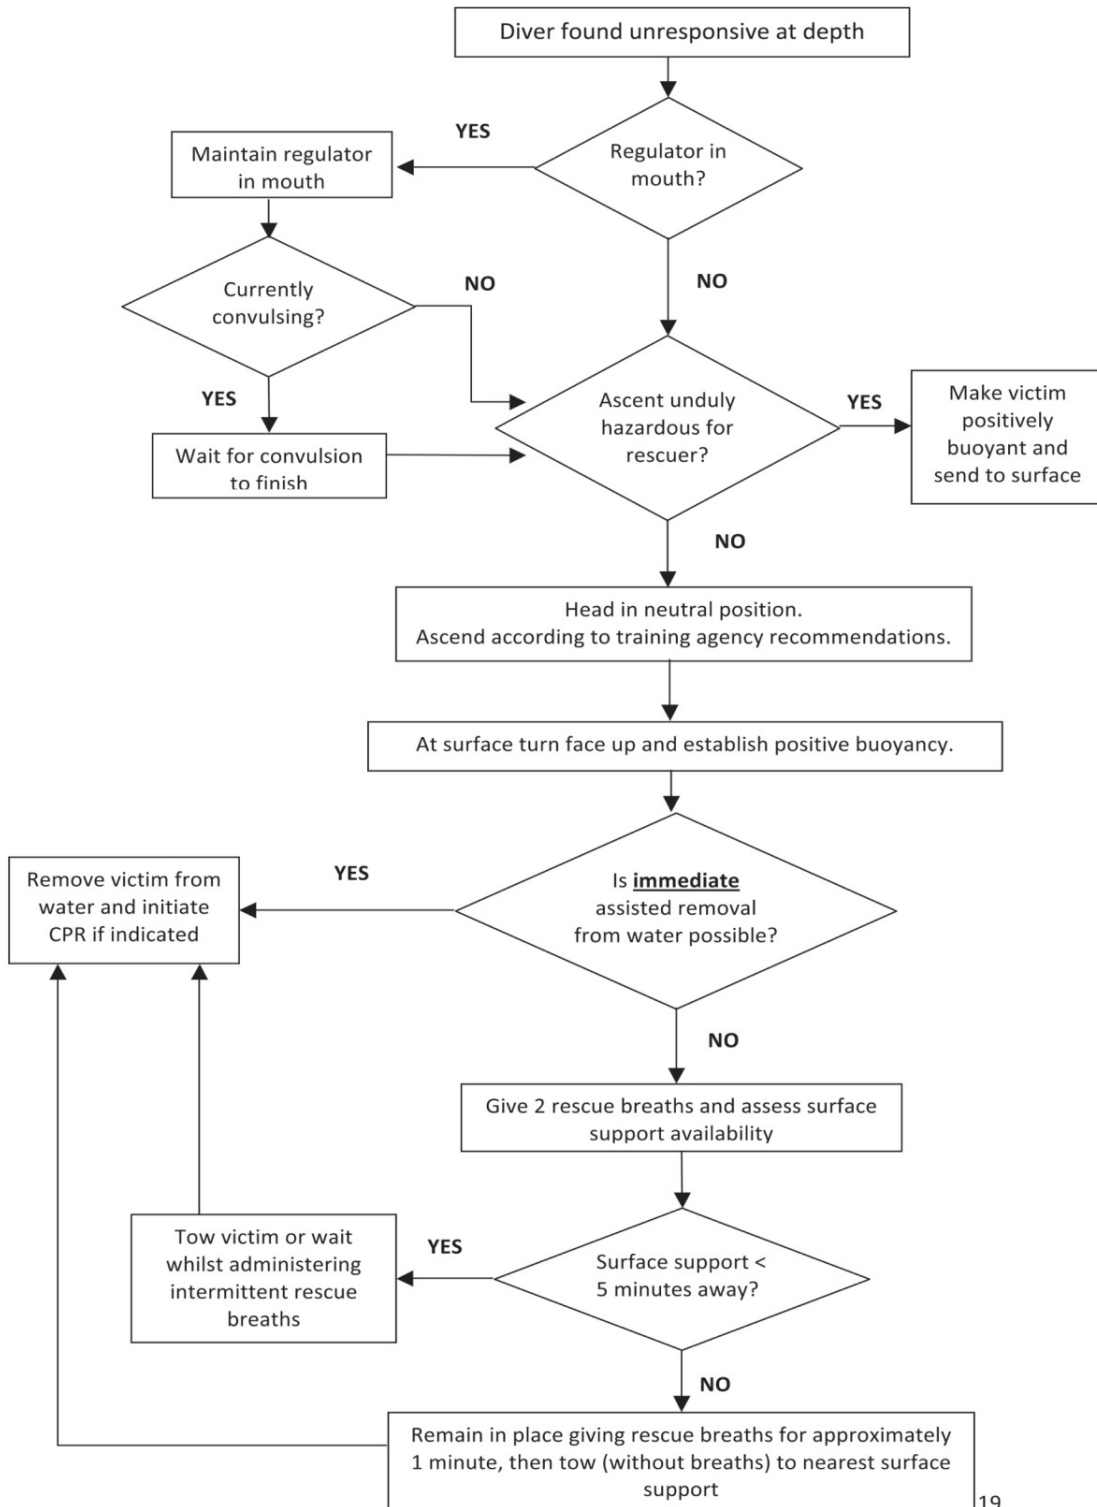 Diver found unresponsive at depth
YES
Regulator in
mouth?
Maintain regulator
in mouth
NO
Currently
convulsing?
NO
YES
Wait for convulsion
to finish
Ascent unduly
hazardous for
rescuer?
YES
Make victim
positively
buoyant and
send to surface
NO
Head in neutral position.
Ascend according to training agency recommendations.
At surface turn face up and establish positive buoyancy.
Is immediate
assisted removal
from water possible?
YES
Remove victim from
water and initiate
CPR if indicated
NO
Give 2 rescue breaths and assess surface
support availability
Surface support <
5 minutes away?
YES
Tow victim or wait
whilst administering
intermittent rescue
breaths
NO
Remain in place giving rescue breaths for approximately
1 minute, then tow (without breaths) to nearest surface
support
19